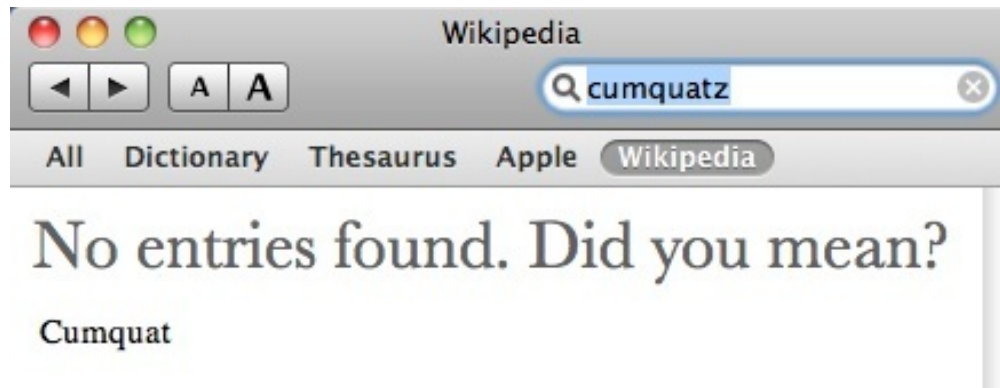 Wikipedia
A A cumquatz
All Dictionary Thesaurus Apple Wikipedia
No entries found. Did you mean?
Cumquat